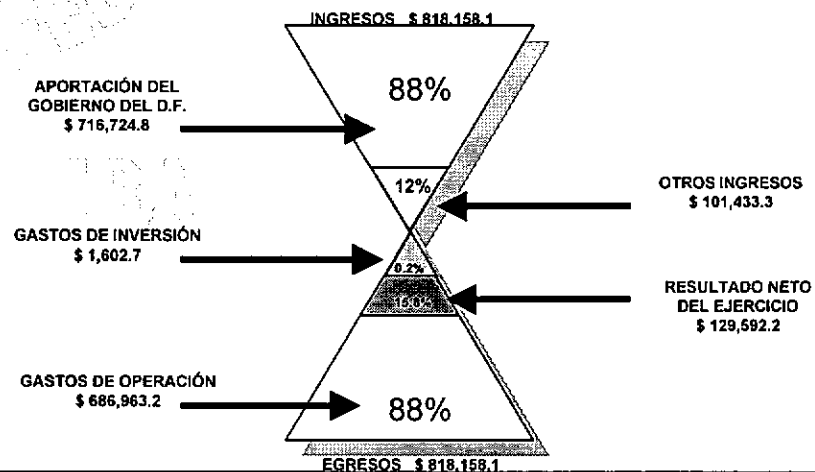 INGRESOS $ 818,158.1
88%
APORTACIÓN DEL
GOBIERNO DEL D.F.
$ 716,724.8
12%
OTROS INGRESOS
$ 101,433.3
GASTOS DE INVERSIÓN
$ 1,602.7
0.2%
15.8%
RESULTADO NETO
DEL EJERCICIO
$ 129,592.2
GASTOS DE OPERACIÓN
$ 686,963.2
88%
EGRESOS $ 818,158.1